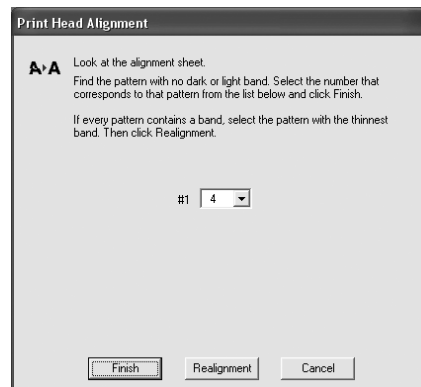 Print Head Alignment
A▸A
Look at the alignment sheet.
Find the pattern with no dark or light band. Select the number that
corresponds to that pattern from the list below and click Finish.
If every pattern contains a band, select the pattern with the thinnest
band. Then click Realignment.
#1 4
Finish Realignment Cancel